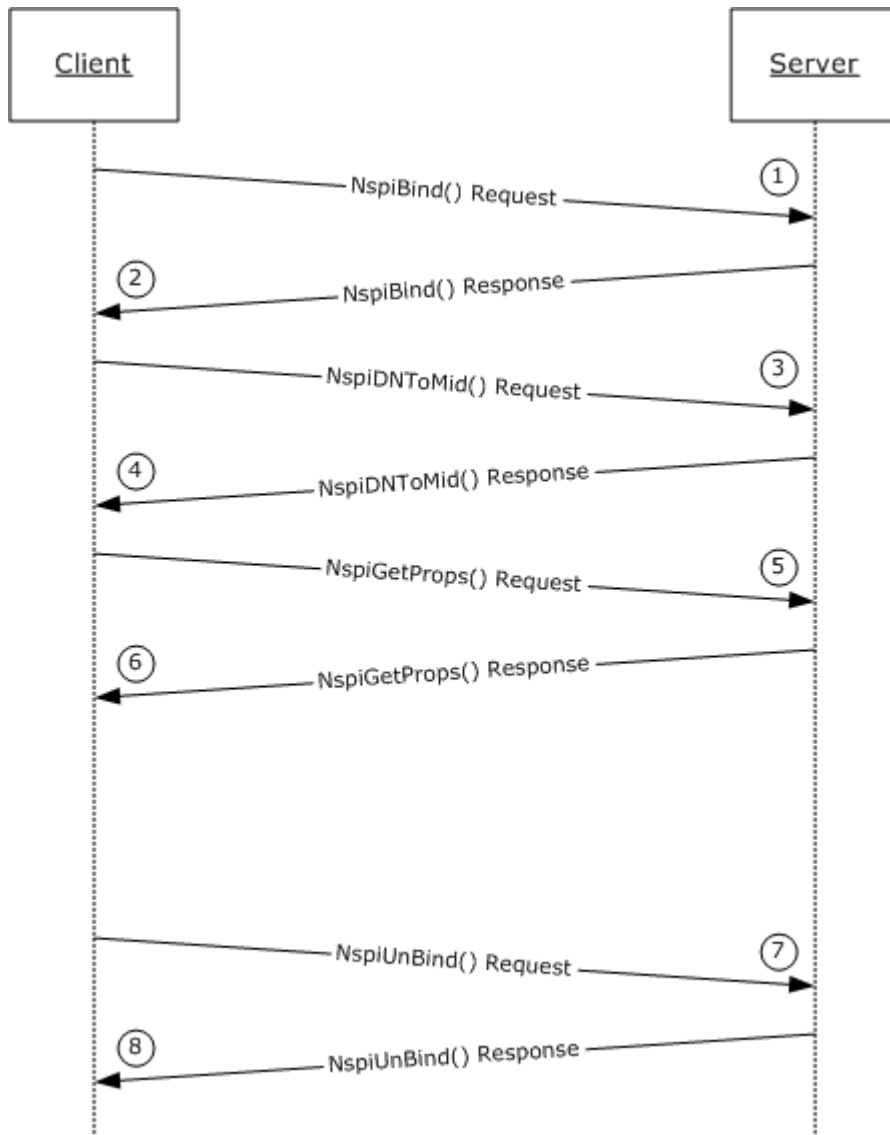 Client
Server
NspiBind() Request
1
2
NspiBind() Response
NspiDNToMid() Request
3
4
NspiDNToMid() Response
NspiGetProps() Request
5
6
NspiGetProps() Response
NspiUnBind() Request
7
8
NspiUnBind() Response